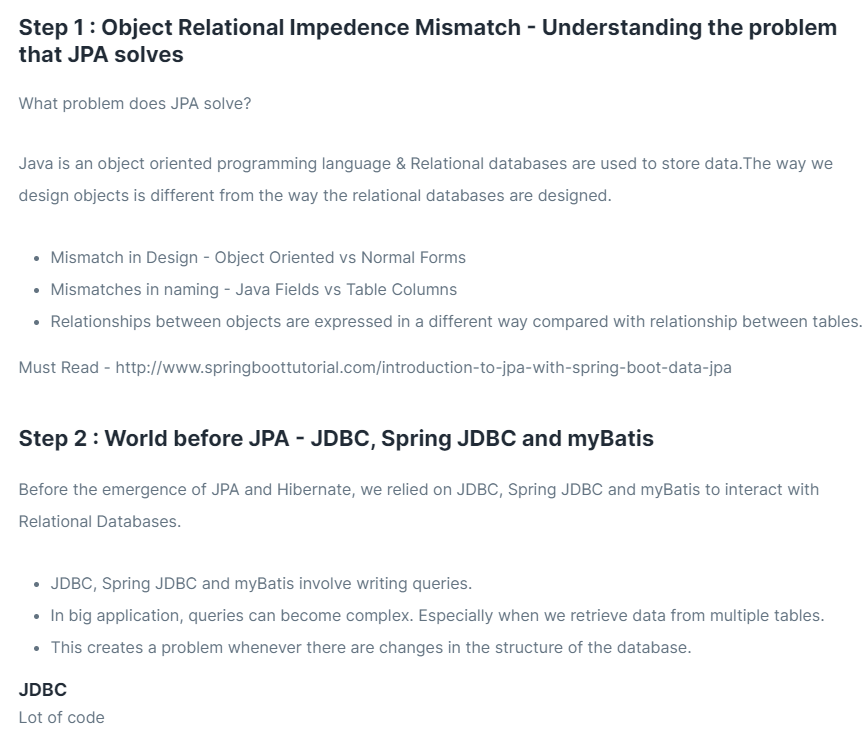 Step 1 : Object Relational Impedence Mismatch - Understanding the problem
that JPA solves
What problem does JPA solve?
Java is an object oriented programming language & Relational databases are used to store data.The way we
design objects is different from the way the relational databases are designed.
• Mismatch in Design - Object Oriented vs Normal Forms
• Mismatches in naming - Java Fields vs Table Columns
• Relationships between objects are expressed in a different way compared with relationship between tables.
Must Read - http://www.springboottutorial.com/introduction-to-jpa-with-spring-boot-data-jpa
Step 2 : World before JPA - JDBC, Spring JDBC and myBatis
Before the emergence of JPA and Hibernate, we relied on JDBC, Spring JDBC and myBatis to interact with
Relational Databases.
• JDBC, Spring JDBC and myBatis involve writing queries.
• In big application, queries can become complex. Especially when we retrieve data from multiple tables.
• This creates a problem whenever there are changes in the structure of the database.
JDBC
Lot of code